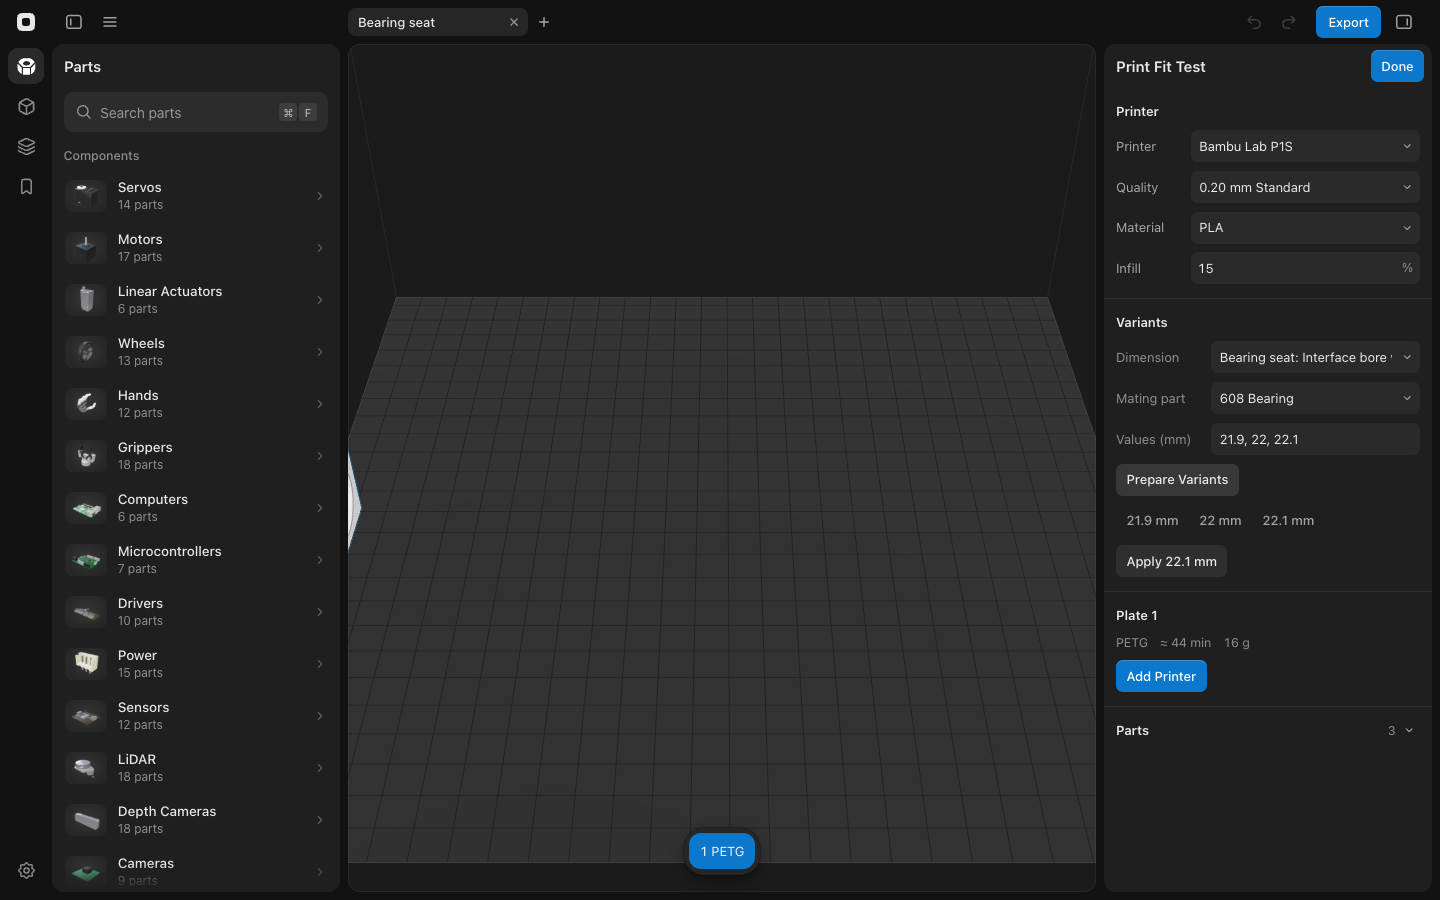 Bearing seat
Export
Parts
Search parts
⌘ F
Components
Servos
14 parts
Motors
17 parts
Linear Actuators
6 parts
Wheels
13 parts
Hands
12 parts
Grippers
18 parts
Computers
6 parts
Microcontrollers
7 parts
Drivers
10 parts
Power
15 parts
Sensors
12 parts
LiDAR
18 parts
Depth Cameras
18 parts
Cameras
9 parts
1 PETG
Print Fit Test
Done
Printer
Printer Bambu Lab P1S
Quality 0.20 mm Standard
Material PLA
Infill 15 %
Variants
Dimension Bearing seat: Interface bore
Mating part 608 Bearing
Values (mm) 21.9, 22, 22.1
Prepare Variants
21.9 mm 22 mm 22.1 mm
Apply 22.1 mm
Plate 1
PETG ≈ 44 min 16 g
Add Printer
Parts 3